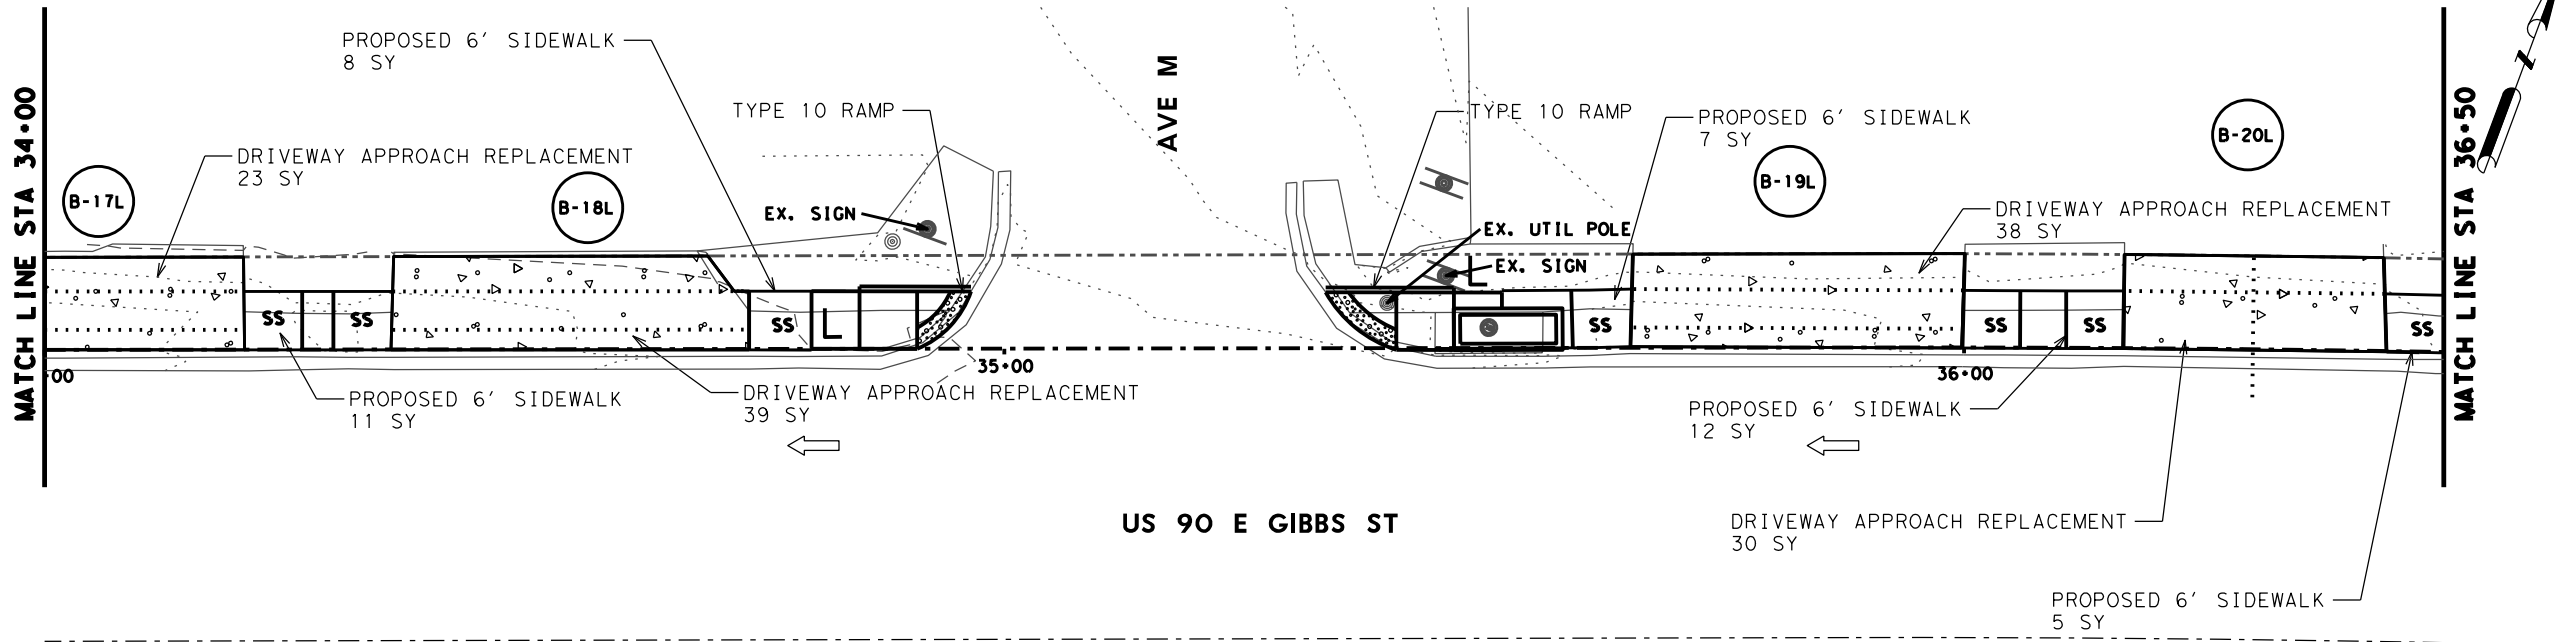 PROPOSED 6' SIDEWALK
8 SY
TYPE 10 RAMP
AVE M
TYPE 10 RAMP
PROPOSED 6' SIDEWALK
7 SY
B-20L
N
MATCH LINE STA 34+00
DRIVEWAY APPROACH REPLACEMENT
23 SY
B-17L
B-18L
EX. SIGN
EX. UTIL POLE
EX. SIGN
B-19L
DRIVEWAY APPROACH REPLACEMENT
38 SY
MATCH LINE STA 36+50
SS
SS
SS
L
L
SS
SS
SS
SS
+00
35+00
36+00
PROPOSED 6' SIDEWALK
11 SY
DRIVEWAY APPROACH REPLACEMENT
39 SY
PROPOSED 6' SIDEWALK
12 SY
US 90 E GIBBS ST
DRIVEWAY APPROACH REPLACEMENT
30 SY
PROPOSED 6' SIDEWALK
5 SY